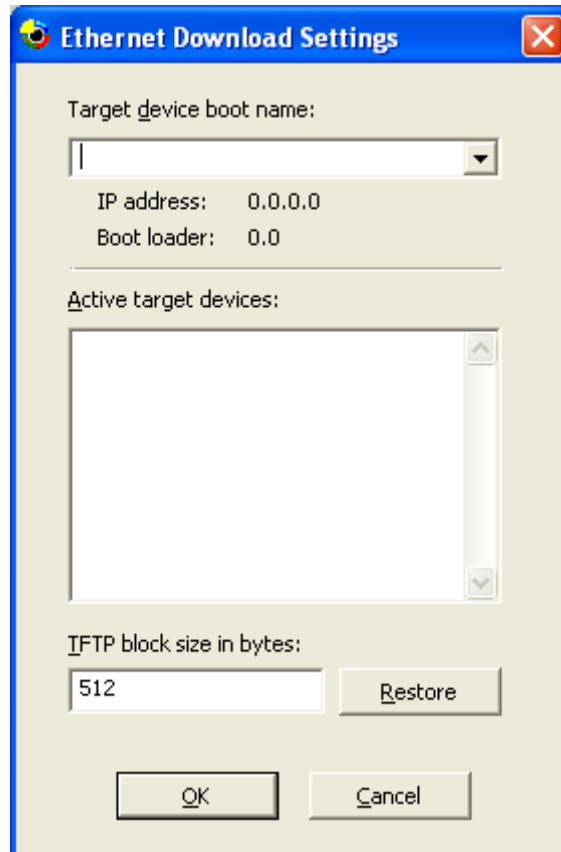 Ethernet Download Settings
Target device boot name:
IP address: 0.0.0.0
Boot loader: 0.0
Active target devices:
TFTP block size in bytes:
512 Restore
OK Cancel